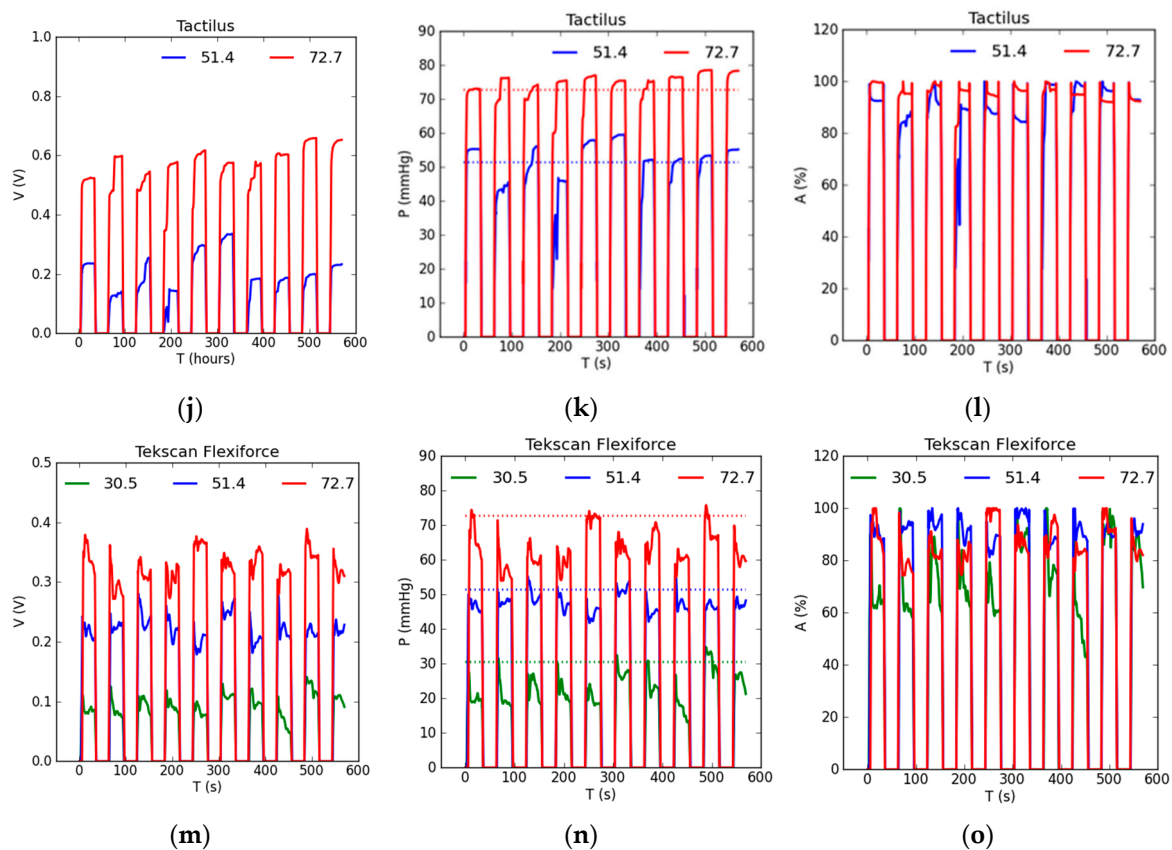 Tactilus
51.4 72.7
V (V)
1.0
0.8
0.6
0.4
0.2
0.0
0 100 200 300 400 500 600
T (hours)
(j)
Tactilus
51.4 72.7
P (mmHg)
90
80
70
60
50
40
30
20
10
0
0 100 200 300 400 500 600
T (s)
(k)
Tactilus
51.4 72.7
A (%)
120
100
80
60
40
20
0
0 100 200 300 400 500 600
T (s)
(l)
Tekscan Flexiforce
30.5 51.4 72.7
V (V)
0.5
0.4
0.3
0.2
0.1
0.0
0 100 200 300 400 500 600
T (s)
(m)
Tekscan Flexiforce
30.5 51.4 72.7
P (mmHg)
90
80
70
60
50
40
30
20
10
0
0 100 200 300 400 500 600
T (s)
(n)
Tekscan Flexiforce
30.5 51.4 72.7
A (%)
120
100
80
60
40
20
0
0 100 200 300 400 500 600
T (s)
(o)